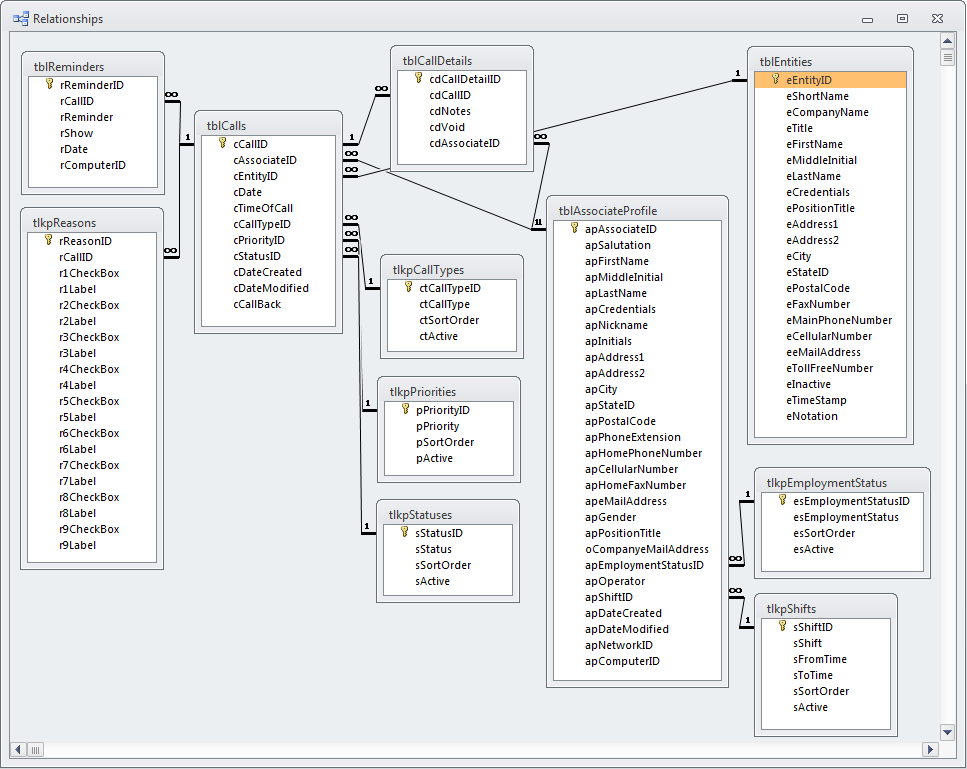 Relationships
tblReminders
rReminderID
rCallID
rReminder
rShow
rDate
rComputerID
tlkpReasons
rReasonID
rCallID
r1CheckBox
r1Label
r2CheckBox
r2Label
r3CheckBox
r3Label
r4CheckBox
r4Label
r5CheckBox
r5Label
r6CheckBox
r6Label
r7CheckBox
r7Label
r8CheckBox
r8Label
r9CheckBox
r9Label
tblCalls
cCallID
cAssociateID
cEntityID
cDate
cTimeOfCall
cCallTypeID
cPriorityID
cStatusID
cDateCreated
cDateModified
cCallBack
tblCallDetails
cdCallDetailID
cdCallID
cdNotes
cdVoid
cdAssociateID
tlkpCallTypes
ctCallTypeID
ctCallType
ctSortOrder
ctActive
tlkpPriorities
pPriorityID
pPriority
pSortOrder
pActive
tlkpStatuses
sStatusID
sStatus
sSortOrder
sActive
tblAssociateProfile
apAssociateID
apSalutation
apFirstName
apMiddleInitial
apLastName
apCredentials
apNickname
apInitials
apAddress1
apAddress2
apCity
apStateID
apPostalCode
apPhoneExtension
apHomePhoneNumber
apCellularNumber
apHomeFaxNumber
apeMailAddress
apGender
apPositionTitle
oCompanyeMailAddress
apEmploymentStatusID
apOperator
apShiftID
apDateCreated
apDateModified
apNetworkID
apComputerID
tblEntities
eEntityID
eShortName
eCompanyName
eTitle
eFirstName
eMiddleInitial
eLastName
eCredentials
ePositionTitle
eAddress1
eAddress2
eCity
eStateID
ePostalCode
eFaxNumber
eMainPhoneNumber
eCellularNumber
eeMailAddress
eTollFreeNumber
eInactive
eTimeStamp
eNotation
tlkpEmploymentStatus
esEmploymentStatusID
esEmploymentStatus
esSortOrder
esActive
tlkpShifts
sShiftID
sShift
sFromTime
sToTime
sSortOrder
sActive
∞
1
∞
1
∞
∞
∞
∞
∞
∞
1
1
1
∞
1
1
∞
1
∞
1